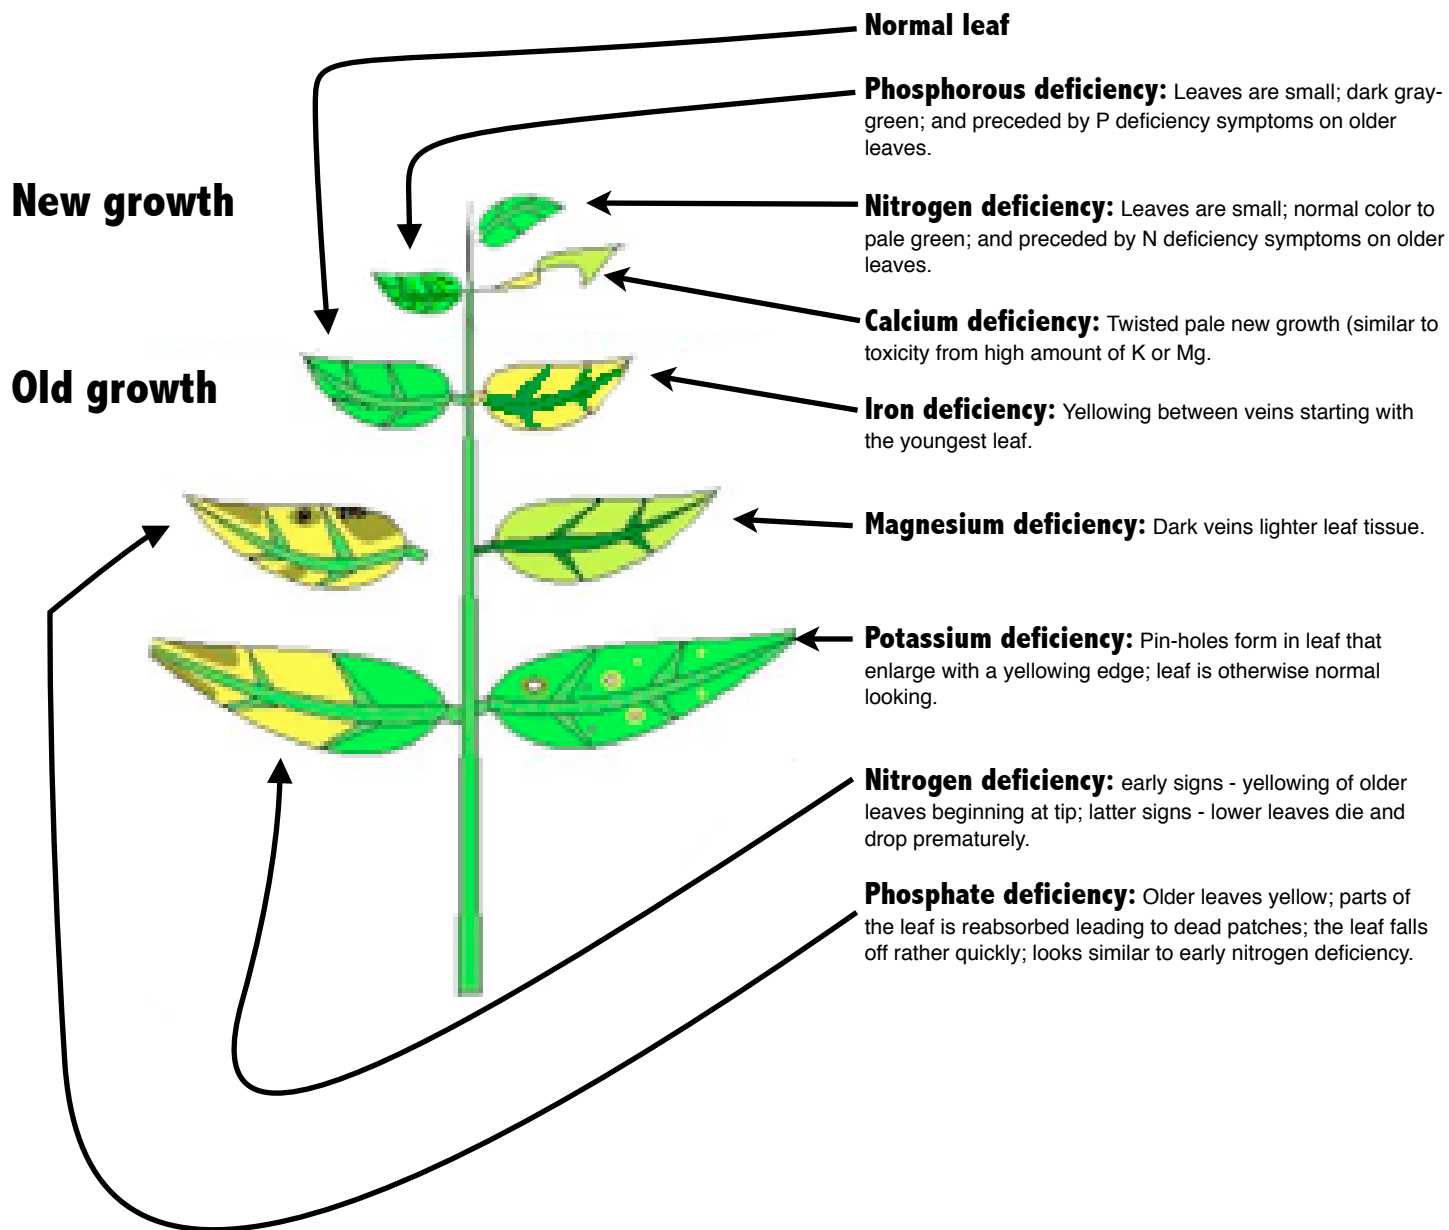 Normal leaf
Phosphorous deficiency: Leaves are small; dark gray-
green; and preceded by P deficiency symptoms on older
leaves.
New growth
Nitrogen deficiency: Leaves are small; normal color to
pale green; and preceded by N deficiency symptoms on older
leaves.
Calcium deficiency: Twisted pale new growth (similar to
toxicity from high amount of K or Mg.
Old growth
Iron deficiency: Yellowing between veins starting with
the youngest leaf.
Magnesium deficiency: Dark veins lighter leaf tissue.
Potassium deficiency: Pin-holes form in leaf that
enlarge with a yellowing edge; leaf is otherwise normal
looking.
Nitrogen deficiency: early signs - yellowing of older
leaves beginning at tip; latter signs - lower leaves die and
drop prematurely.
Phosphate deficiency: Older leaves yellow; parts of
the leaf is reabsorbed leading to dead patches; the leaf falls
off rather quickly; looks similar to early nitrogen deficiency.